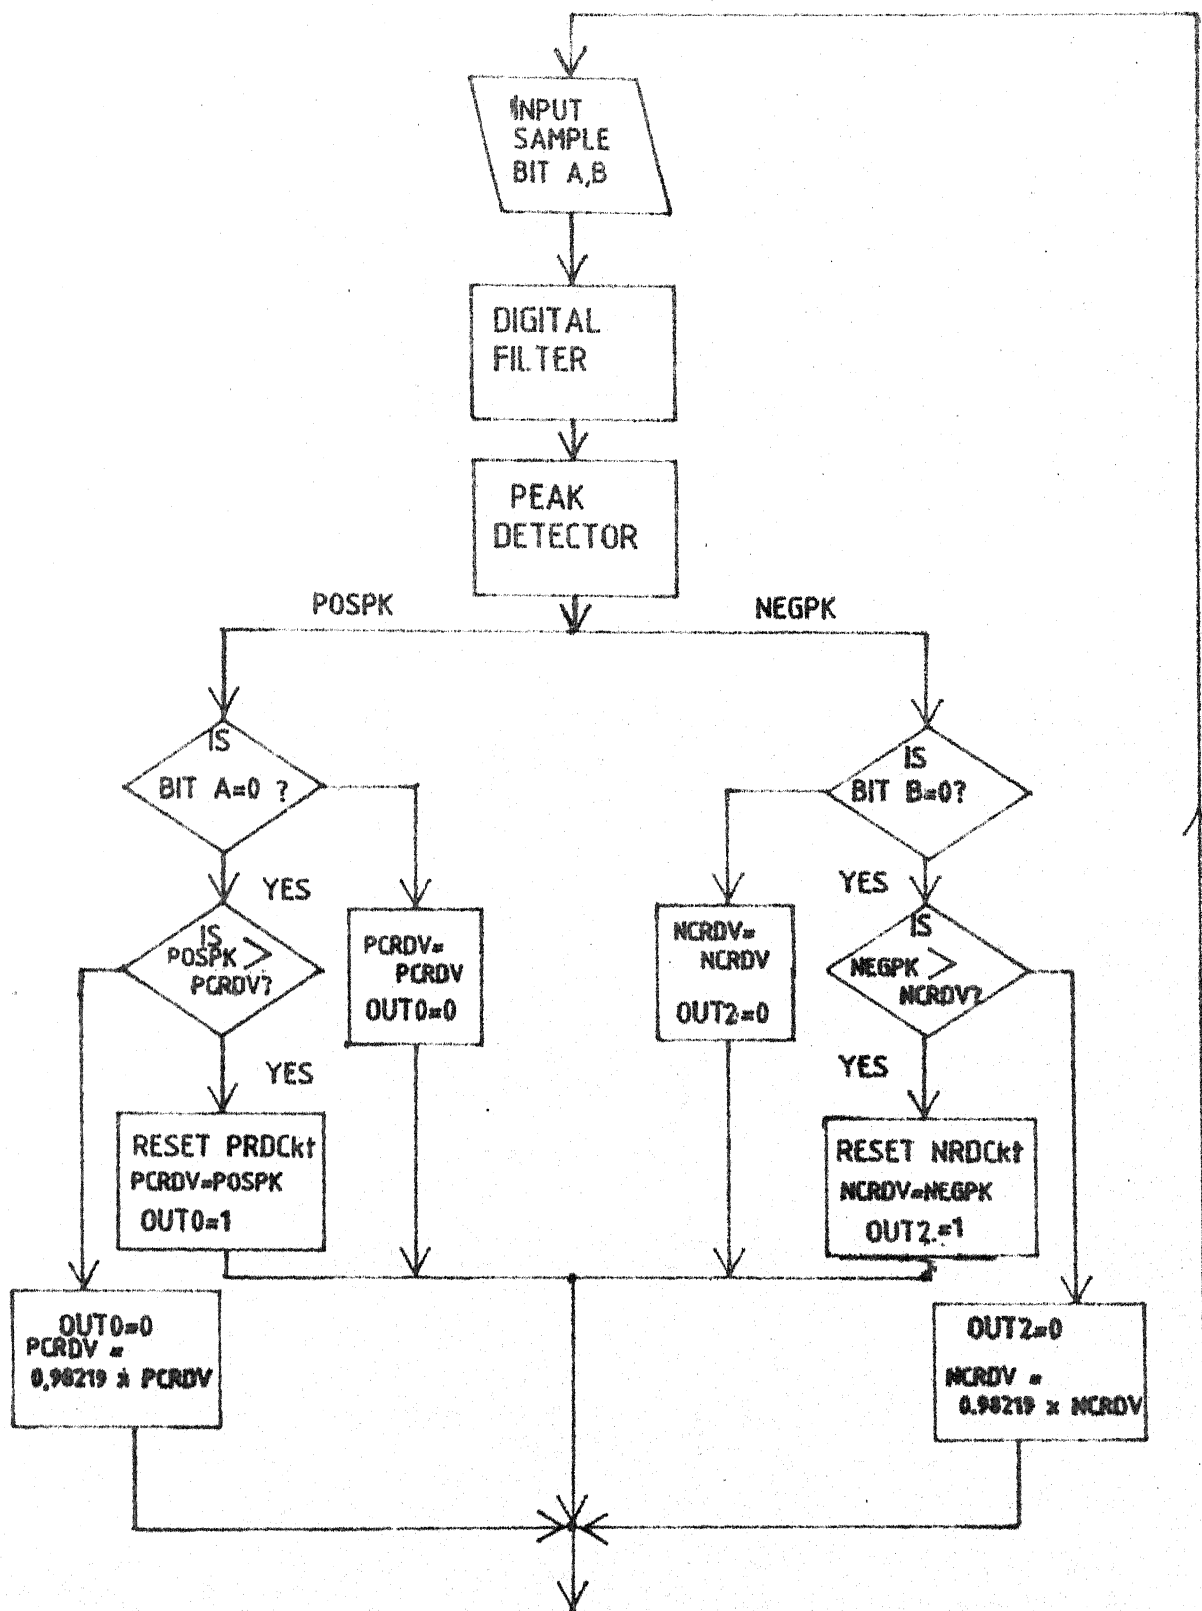 INPUT
SAMPLE
BIT A,B
DIGITAL
FILTER
PEAK
DETECTOR
POSPK
NEGPK
IS
BIT A=0 ?
IS
BIT B=0?
YES
YES
IS
POSPK >
PCRDV?
PCRDV=
PCRDV
OUT0=0
NCRDV=
NCRDV
OUT2=0
IS
NEGPK >
NCRDV?
YES
YES
RESET PRDCkt
PCRDV=POSPK
OUT0=1
RESET NRDCkt
NCRDV=NEGPK
OUT2.=1
OUT0=0
PCRDV =
0.98219 x PCRDV
OUT2=0
NCRDV =
0.98219 x NCRDV